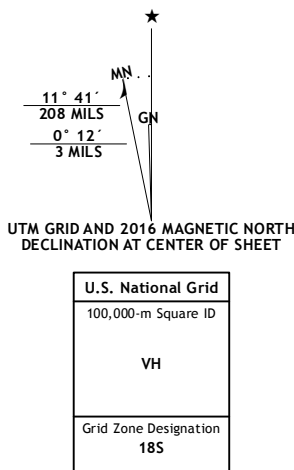 ★
MN
11° 41´
208 MILS
GN
0° 12´
3 MILS
UTM GRID AND 2016 MAGNETIC NORTH
DECLINATION AT CENTER OF SHEET
U.S. National Grid
100,000-m Square ID
VH
Grid Zone Designation
18S